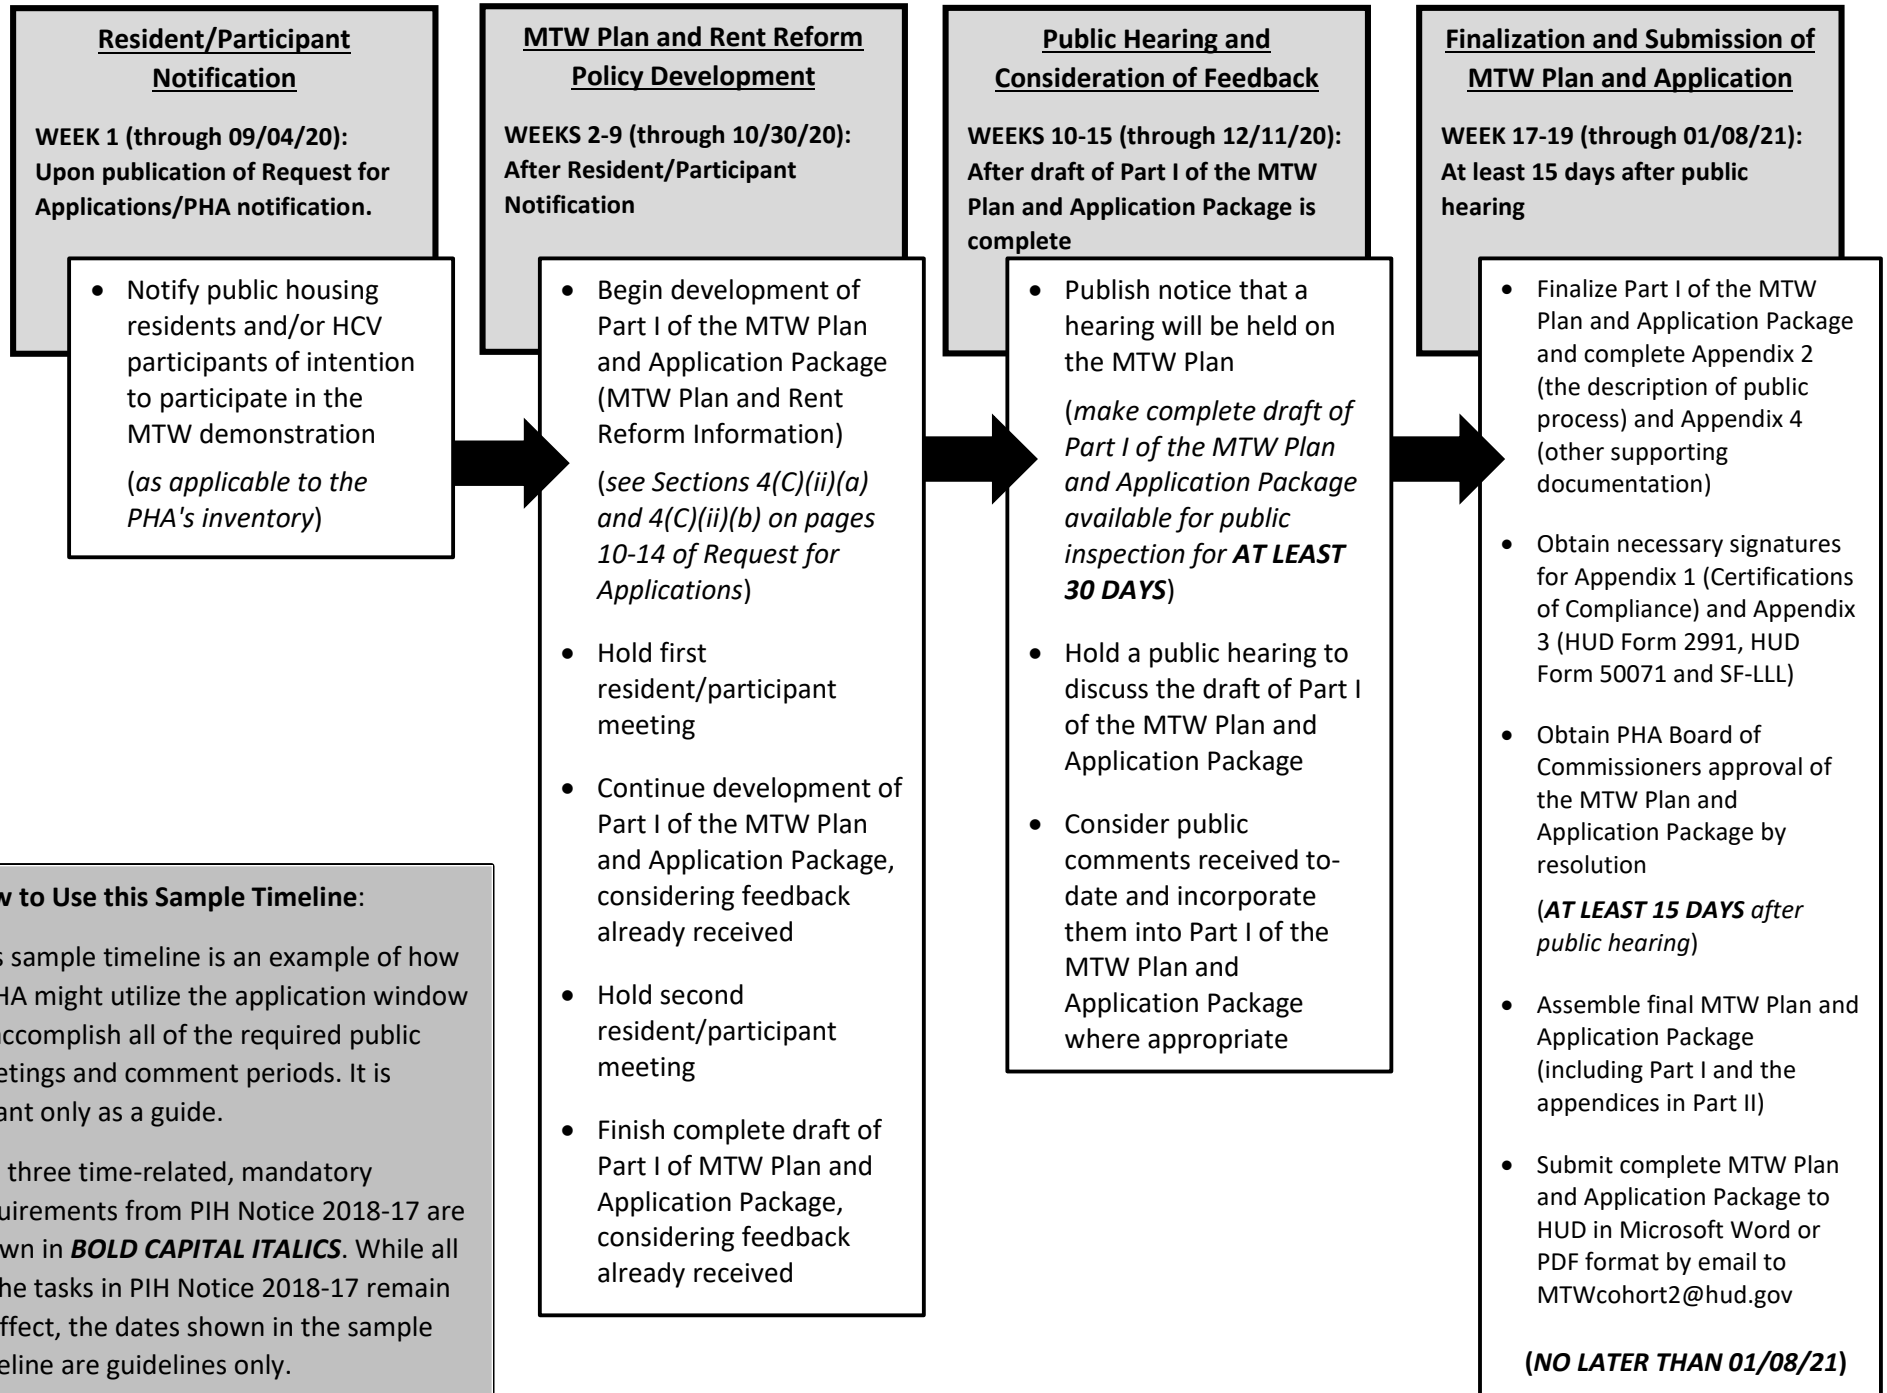 Resident/Participant
Notification
WEEK 1 (through 09/04/20):
Upon publication of Request for
Applications/PHA notification.
• Notify public housing
residents and/or HCV
participants of intention
to participate in the
MTW demonstration
(as applicable to the
PHA's inventory)
MTW Plan and Rent Reform
Policy Development
WEEKS 2-9 (through 10/30/20):
After Resident/Participant
Notification
• Begin development of
Part I of the MTW Plan
and Application Package
(MTW Plan and Rent
Reform Information)
(see Sections 4(C)(ii)(a)
and 4(C)(ii)(b) on pages
10-14 of Request for
Applications)
• Hold first
resident/participant
meeting
• Continue development of
Part I of the MTW Plan
and Application Package,
considering feedback
already received
• Hold second
resident/participant
meeting
• Finish complete draft of
Part I of MTW Plan and
Application Package,
considering feedback
already received
Public Hearing and
Consideration of Feedback
WEEKS 10-15 (through 12/11/20):
After draft of Part I of the MTW
Plan and Application Package is
complete
• Publish notice that a
hearing will be held on
the MTW Plan
(make complete draft of
Part I of the MTW Plan
and Application Package
available for public
inspection for AT LEAST
30 DAYS)
• Hold a public hearing to
discuss the draft of Part I
of the MTW Plan and
Application Package
• Consider public
comments received to-
date and incorporate
them into Part I of the
MTW Plan and
Application Package
where appropriate
Finalization and Submission of
MTW Plan and Application
WEEK 17-19 (through 01/08/21):
At least 15 days after public
hearing
• Finalize Part I of the MTW
Plan and Application Package
and complete Appendix 2
(the description of public
process) and Appendix 4
(other supporting
documentation)
• Obtain necessary signatures
for Appendix 1 (Certifications
of Compliance) and Appendix
3 (HUD Form 2991, HUD
Form 50071 and SF-LLL)
• Obtain PHA Board of
Commissioners approval of
the MTW Plan and
Application Package by
resolution
(AT LEAST 15 DAYS after
public hearing)
• Assemble final MTW Plan and
Application Package
(including Part I and the
appendices in Part II)
• Submit complete MTW Plan
and Application Package to
HUD in Microsoft Word or
PDF format by email to
MTWcohort2@hud.gov
(NO LATER THAN 01/08/21)
to Use this Sample Timeline:
sample timeline is an example of how
might utilize the application window
accomplish all of the required public
and comment periods. It is
only as a guide.
three time-related, mandatory
from PIH Notice 2018-17 are
in BOLD CAPITAL ITALICS. While all
tasks in PIH Notice 2018-17 remain
the dates shown in the sample
are guidelines only.